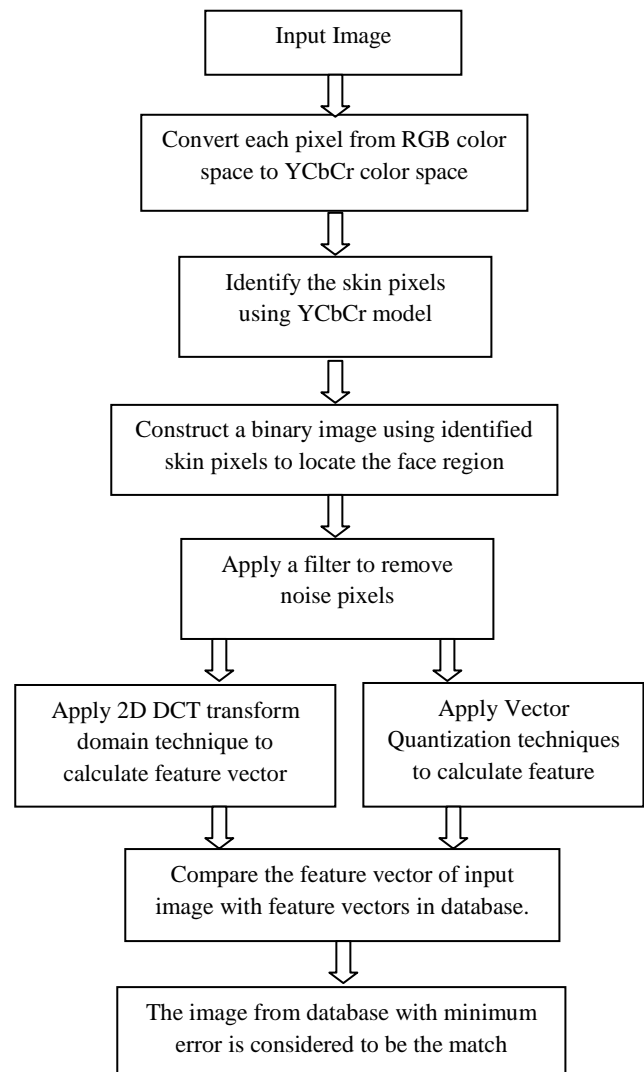 Input Image
Convert each pixel from RGB color
space to YCbCr color space
Identify the skin pixels
using YCbCr model
Construct a binary image using identified
skin pixels to locate the face region
Apply a filter to remove
noise pixels
Apply 2D DCT transform
domain technique to
calculate feature vector
Apply Vector
Quantization techniques
to calculate feature
Compare the feature vector of input
image with feature vectors in database.
The image from database with minimum
error is considered to be the match